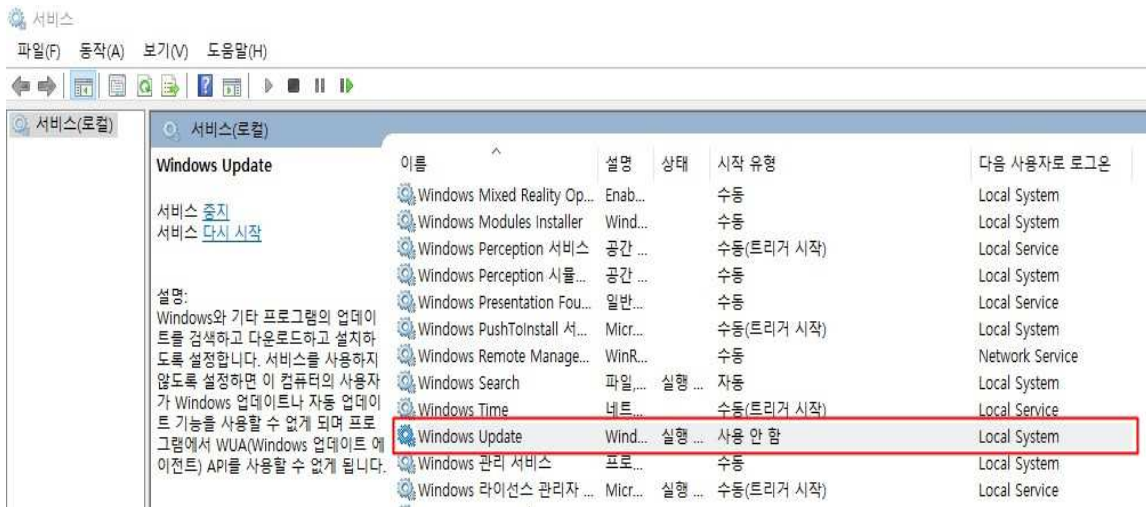 서비스
파일(F) 동작(A) 보기(V) 도움말(H)
서비스(로컬)
서비스(로컬)
Windows Update
서비스 중지
서비스 다시 시작
설명:
Windows와 기타 프로그램의 업데이
트를 검색하고 다운로드하고 설치하
도록 설정합니다. 서비스를 사용하지
않도록 설정하면 이 컴퓨터의 사용자
가 Windows 업데이트나 자동 업데이
트 기능을 사용할 수 없게 되며 프로
그램에서 WUA(Windows 업데이트 에
이전트) API를 사용할 수 없게 됩니다.
이름 설명 상태 시작 유형 다음 사용자로 로그온
Windows Mixed Reality Op... Enab... 수동 Local System
Windows Modules Installer Wind... 수동 Local System
Windows Perception 서비스 공간 ... 수동(트리거 시작) Local Service
Windows Perception 시뮬... 공간 ... 수동 Local System
Windows Presentation Fou... 일반... 수동 Local Service
Windows PushToInstall 서... Micr... 수동(트리거 시작) Local System
Windows Remote Manage... WinR... 수동 Network Service
Windows Search 파일,... 실행 ... 자동 Local System
Windows Time 네트... 수동(트리거 시작) Local Service
Windows Update Wind... 실행 ... 사용 안 함 Local System
Windows 관리 서비스 프로... 수동 Local System
Windows 라이선스 관리자 ... Micr... 실행 ... 수동(트리거 시작) Local Service